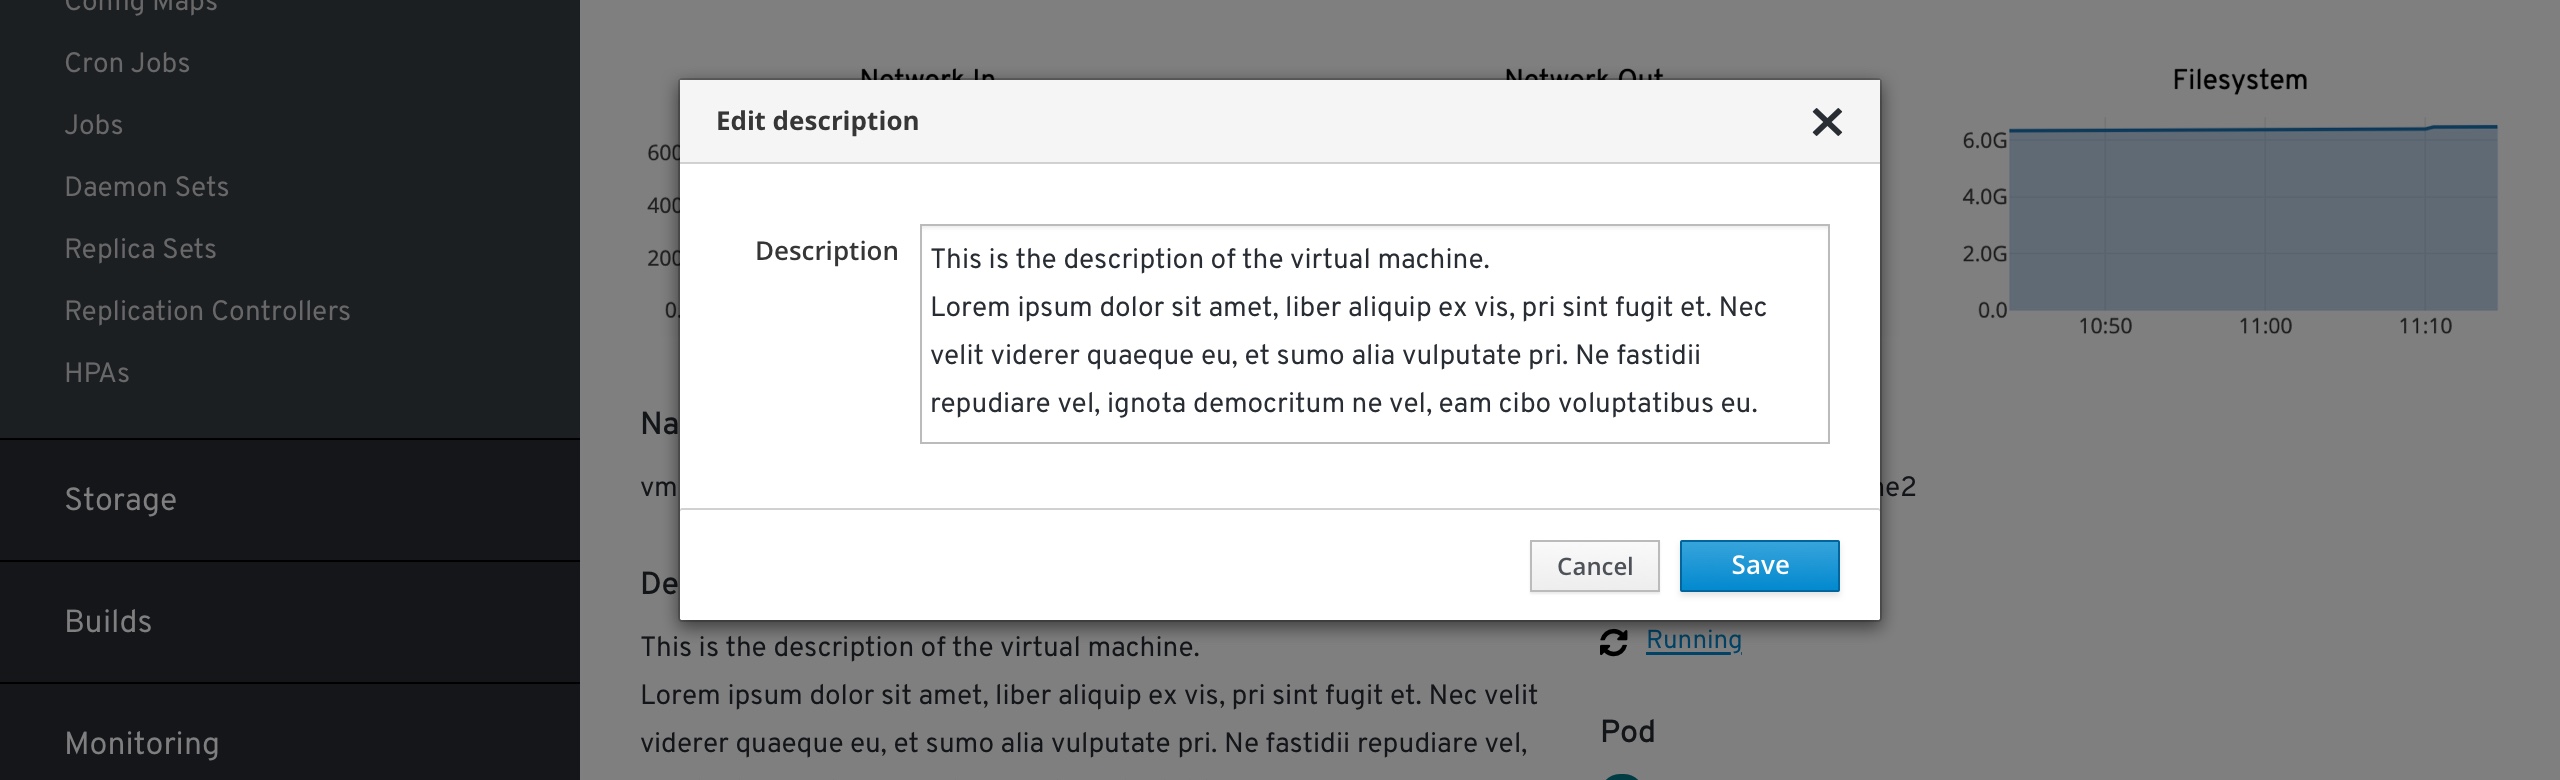 Config Maps
Cron Jobs
Jobs
Daemon Sets
Replica Sets
Replication Controllers
HPAs
Storage
Builds
Monitoring
Network In
Network Out
Filesystem
600
400
200
0.
6.0G
4.0G
2.0G
0.0
10:50
11:00
11:10
Edit description
Description
This is the description of the virtual machine.
Lorem ipsum dolor sit amet, liber aliquip ex vis, pri sint fugit et. Nec
velit viderer quaeque eu, et sumo alia vulputate pri. Ne fastidii
repudiare vel, ignota democritum ne vel, eam cibo voluptatibus eu.
Cancel
Save
Na
vm
ne2
De
This is the description of the virtual machine.
Lorem ipsum dolor sit amet, liber aliquip ex vis, pri sint fugit et. Nec velit
viderer quaeque eu, et sumo alia vulputate pri. Ne fastidii repudiare vel,
Running
Pod